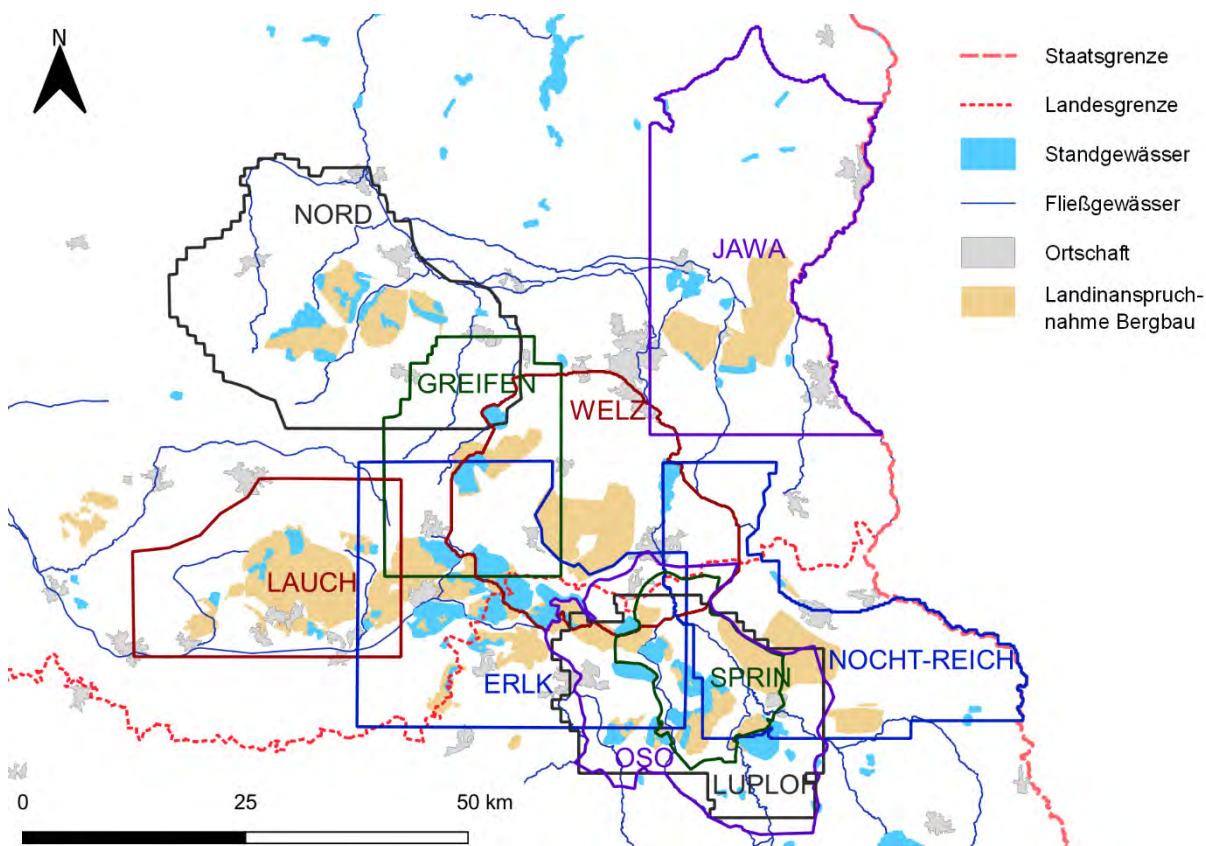 N
Staatsgrenze
Landesgrenze
Standgewässer
Fließgewässer
Ortschaft
Landinanspruch-
nahme Bergbau
NORD
JAWA
GREIFEN
WELZ
LAUCH
ERLK
SPRIN
NOCHT-REICH
OSO
LUPLOH
0 25 50 km